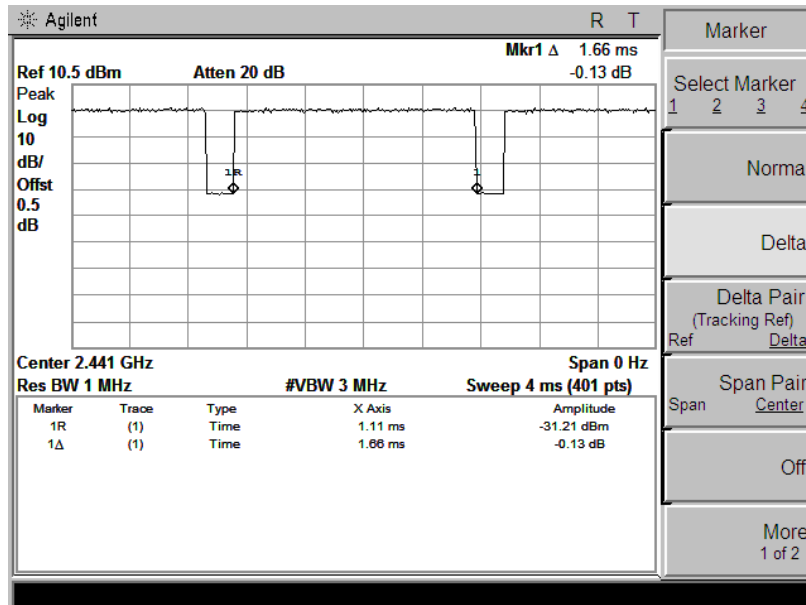 Agilent R T
Mkr1 Δ 1.66 ms
Ref 10.5 dBm Atten 20 dB -0.13 dB
Peak
Log
10
dB/
Offst
0.5
dB
1R
1
Center 2.441 GHz Span 0 Hz
Res BW 1 MHz #VBW 3 MHz Sweep 4 ms (401 pts)
Marker Trace Type X Axis Amplitude
1R (1) Time 1.11 ms -31.21 dBm
1Δ (1) Time 1.66 ms -0.13 dB
Marker
Select Marker
1 2 3 4
Norma
Delta
Delta Pair
(Tracking Ref)
Ref Delta
Span Pair
Span Center
Off
More
1 of 2